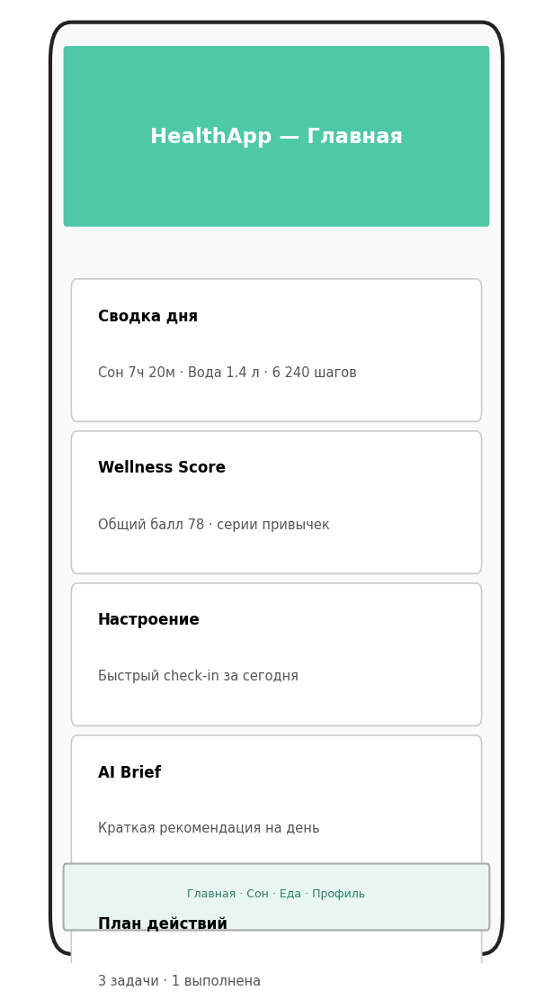 HealthApp — Главная
Сводка дня
Сон 7ч 20м · Вода 1.4 л · 6 240 шагов
Wellness Score
Общий балл 78 · серии привычек
Настроение
Быстрый check-in за сегодня
AI Brief
Краткая рекомендация на день
Главная · Сон · Еда · Профиль
План действий
3 задачи · 1 выполнена